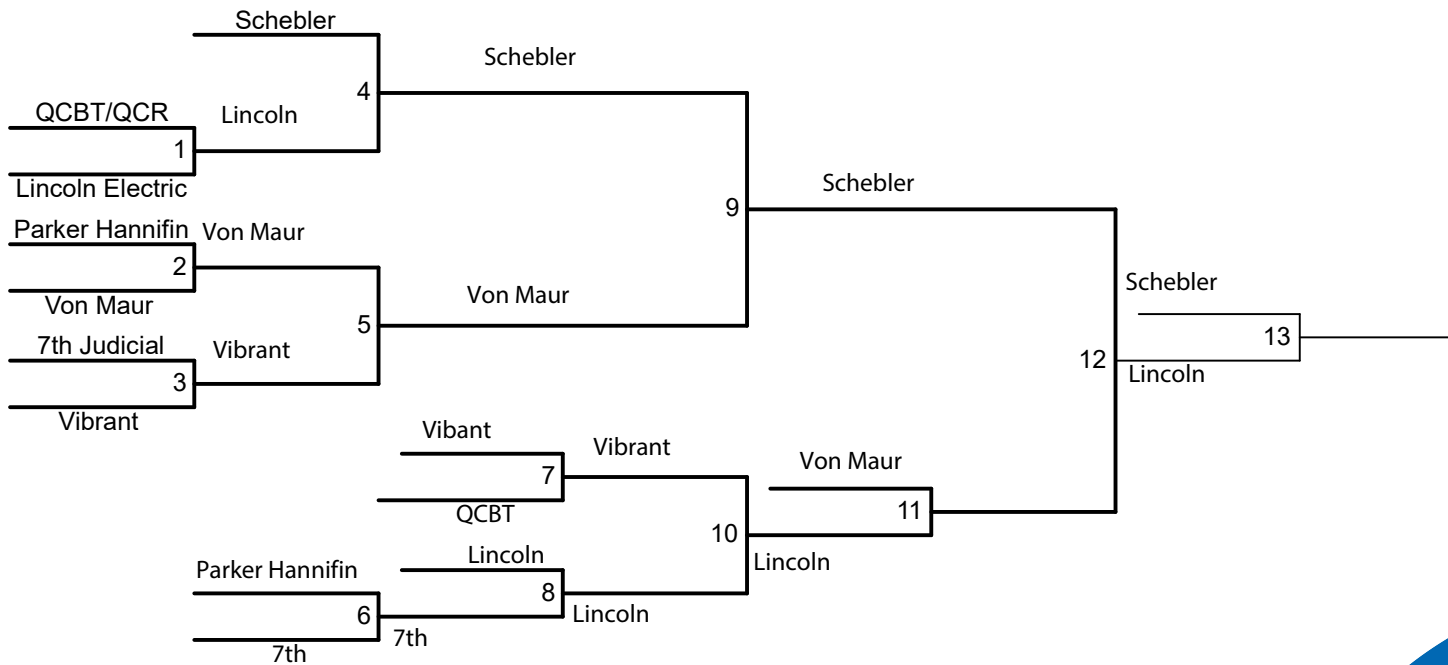 Schebler
Schebler
4
QCBT/QCR
Lincoln
1
Lincoln Electric
Schebler
9
Parker Hannifin
Von Maur
2
Von Maur
Von Maur
5
7th Judicial
Vibrant
3
Vibrant
Schebler
13
12
Lincoln
Vibant
Vibrant
7
QCBT
Von Maur
11
10
Lincoln
Lincoln
8
Lincoln
Parker Hannifin
6
7th
7th